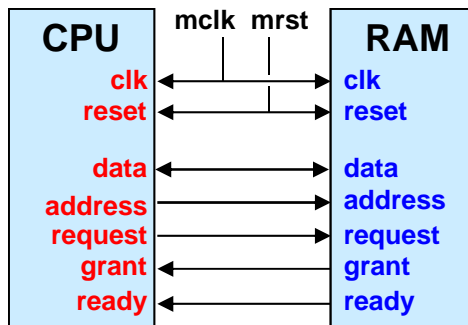 CPU mclk mrst RAM
clk clk
reset reset
data data
address address
request request
grant grant
ready ready